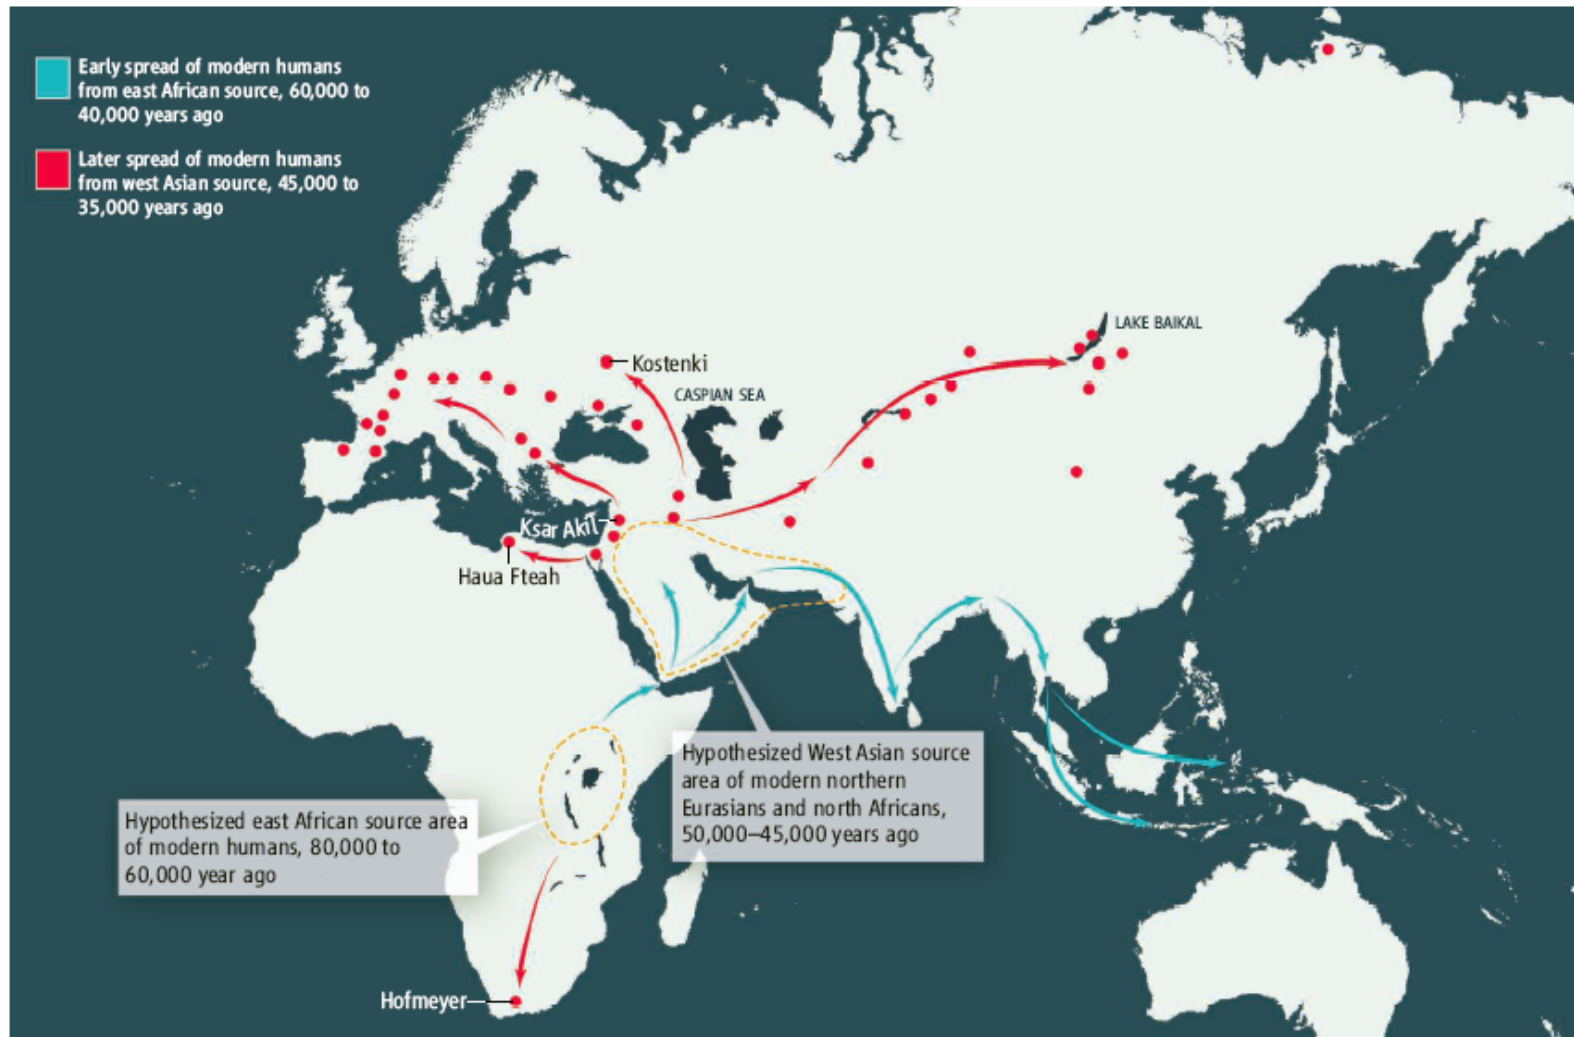 Early spread of modern humans
from east African source, 60,000 to
40,000 years ago
Later spread of modern humans
from west Asian source, 45,000 to
35,000 years ago
LAKE BAIKAL
Kostenki
CASPIAN SEA
Ksar Akil
Haua Fteah
Hypothesized West Asian source
area of modern northern
Eurasians and north Africans,
50,000–45,000 years ago
Hypothesized east African source area
of modern humans, 80,000 to
60,000 year ago
Hofmeyer